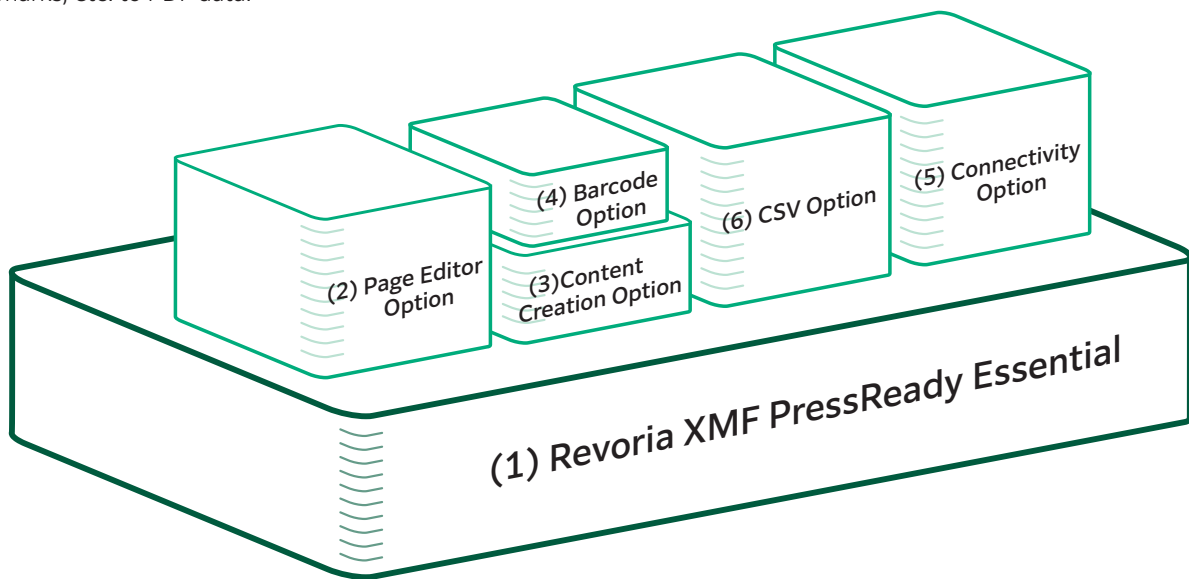 etc. to PDF data.
(4) Barcode
Option
(5) Connectivity
Option
(6) CSV Option
(2) Page Editor
Option
(3)Content
Creation Option
(1) Revoria XMF PressReady Essential